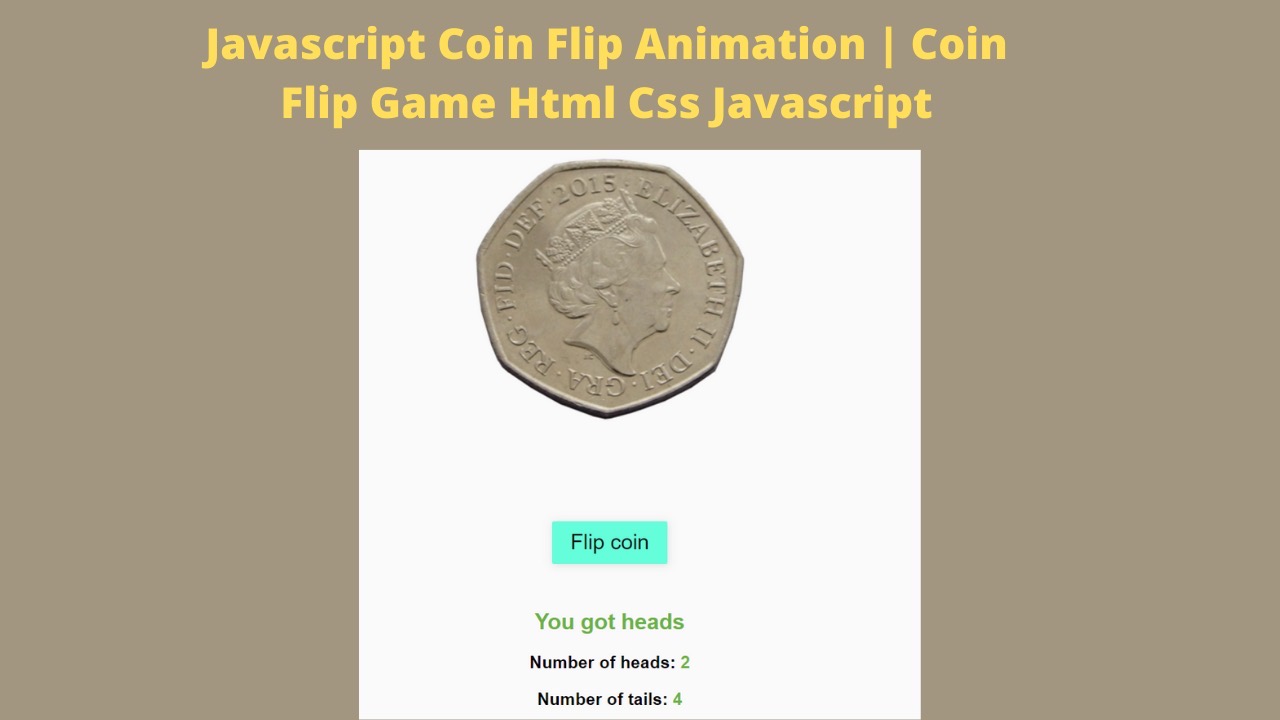 Javascript Coin Flip Animation | Coin
Flip Game Html Css Javascript
ELIZABETH II · DEI · GRA · REG · FID · DEF · 2015
Flip coin
You got heads
Number of heads: 2
Number of tails: 4